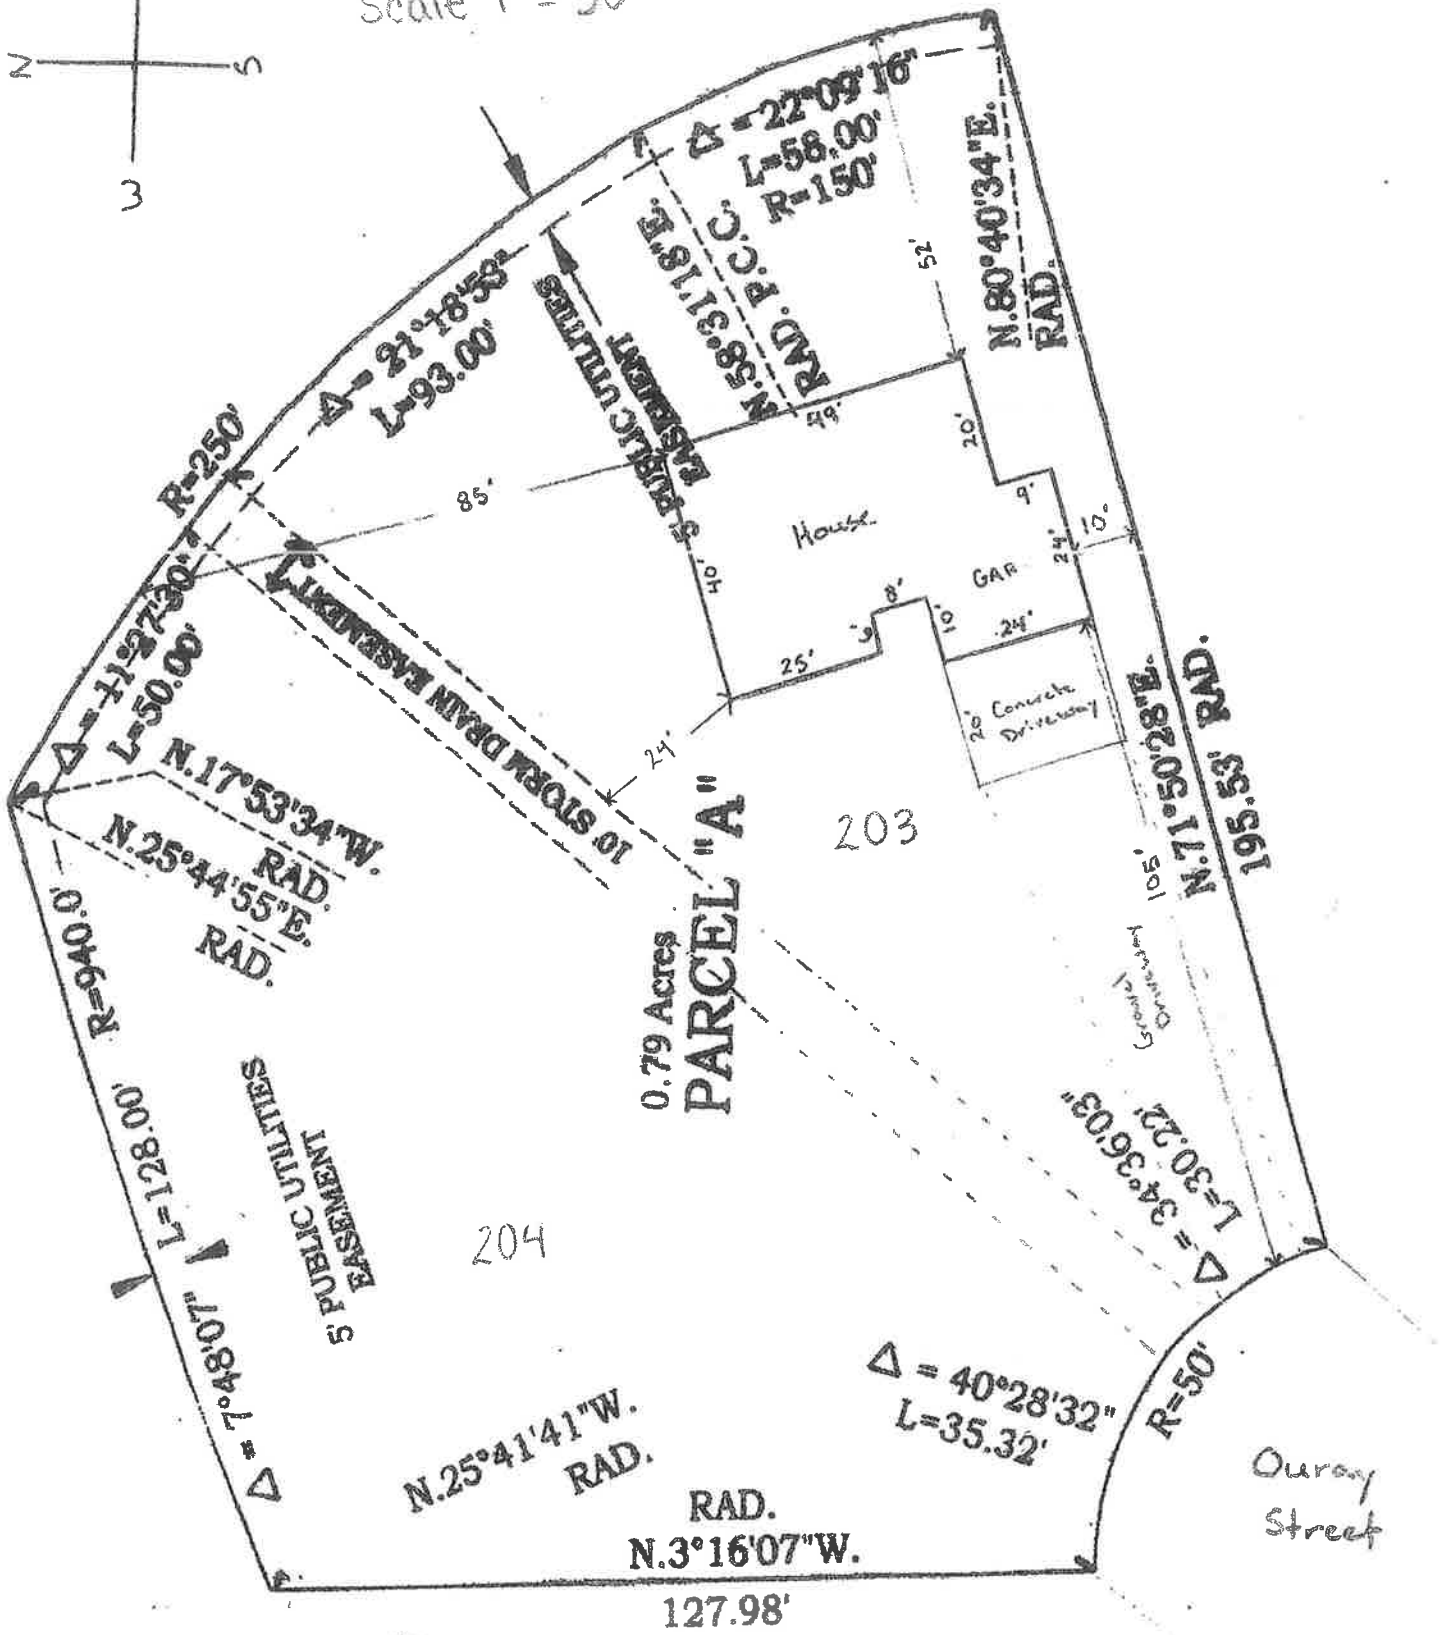 N
S
3
Δ = 22°09'16"
L=58.00'
R=150'
N.80°40'34"E.
RAD.
N.58°31'18"E.
RAD. P.C.C.
52'
5' PUBLIC UTILITIES
EASEMENT
Δ = 21°18'53"
L=93.00'
R=250'
85'
49'
20'
9'
24'
10'
House
GAR
40'
8'
10'
24'
25'
24'
20'
Concrete
Driveway
Δ = 11°27'30"
L=50.00'
10' STORM DRAIN EASEMENT
N.17°53'34"W.
RAD.
N.25°44'55"E.
RAD.
203
N.71°50'28"E.
195.53' RAD.
105'
Gravel
Driveway
0.79 Acres
PARCEL "A"
R=940.0'
L=128.00'
Δ = 7°48'07"
5' PUBLIC UTILITIES
EASEMENT
204
Δ = 34°36'03"
L=30.22'
Δ = 40°28'32"
L=35.32'
R=50'
N.25°41'41"W.
RAD.
RAD.
N.3°16'07"W.
127.98'
Ouray
Street